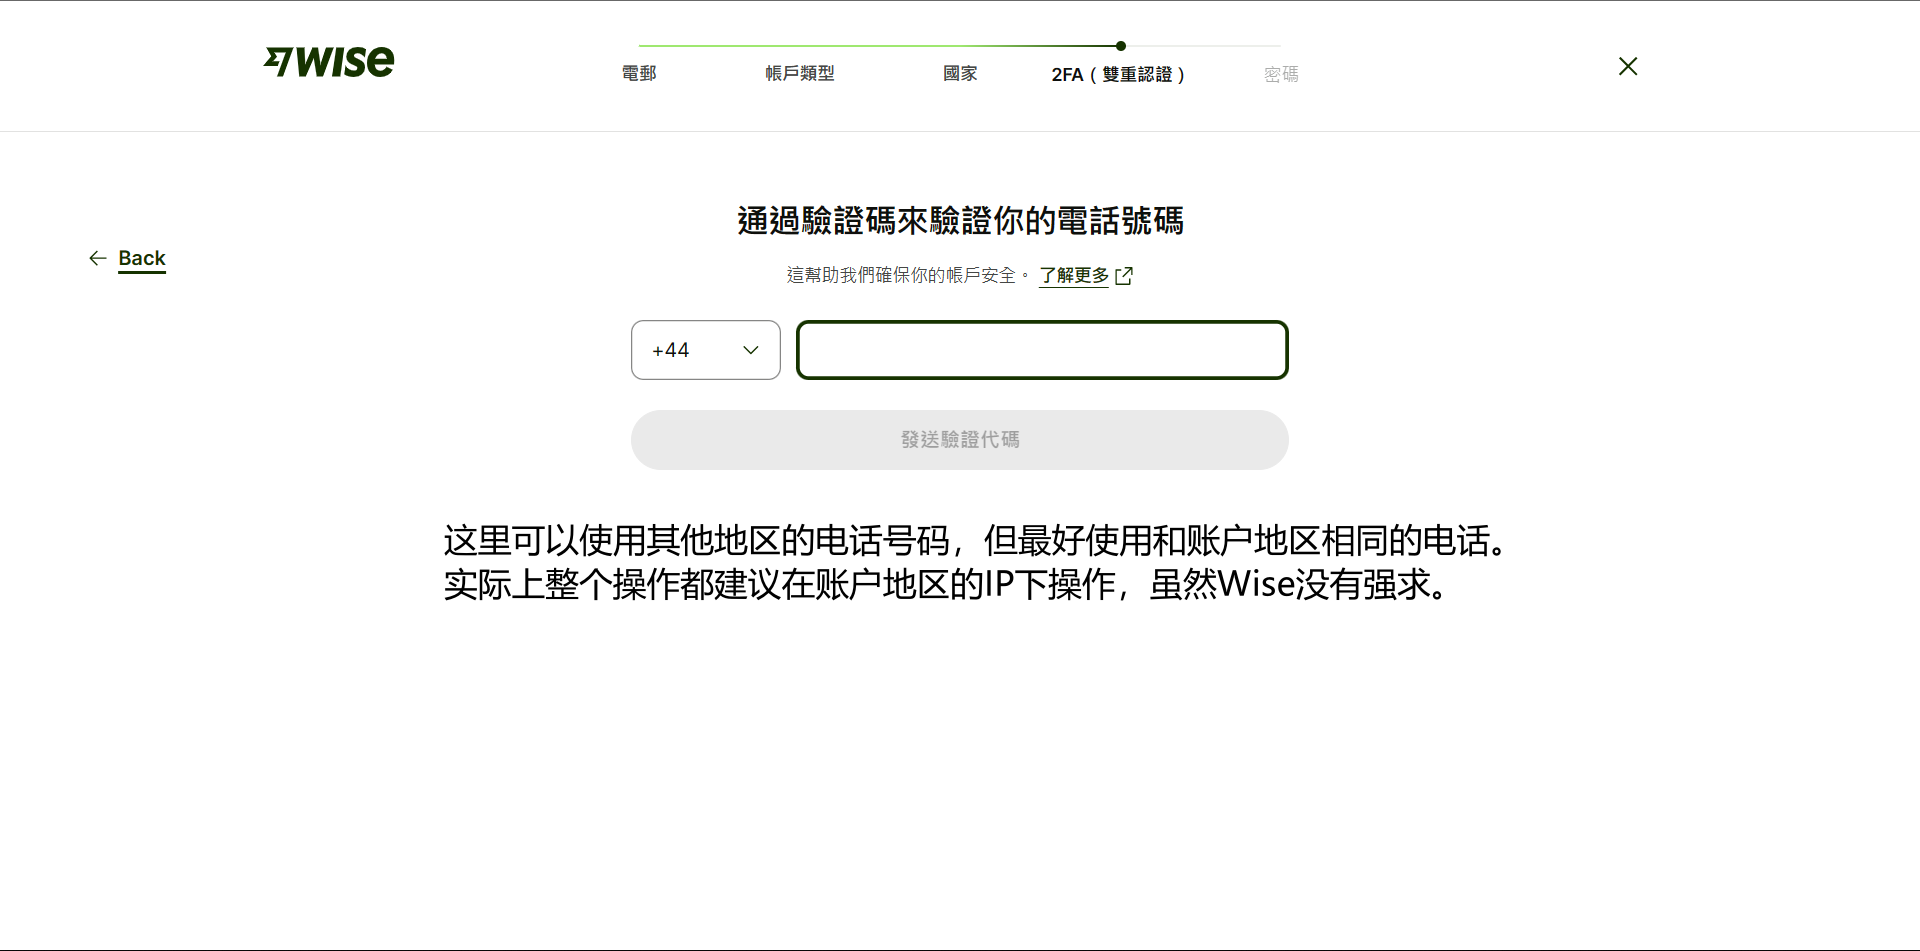 WISE
電郵
帳戶類型
國家
2FA（雙重認證）
密碼
Back
通過驗證碼來驗證你的電話號碼
這幫助我們確保你的帳戶安全。 了解更多
+44
發送驗證代碼
这里可以使用其他地区的电话号码，但最好使用和账户地区相同的电话。
实际上整个操作都建议在账户地区的IP下操作，虽然Wise没有强求。